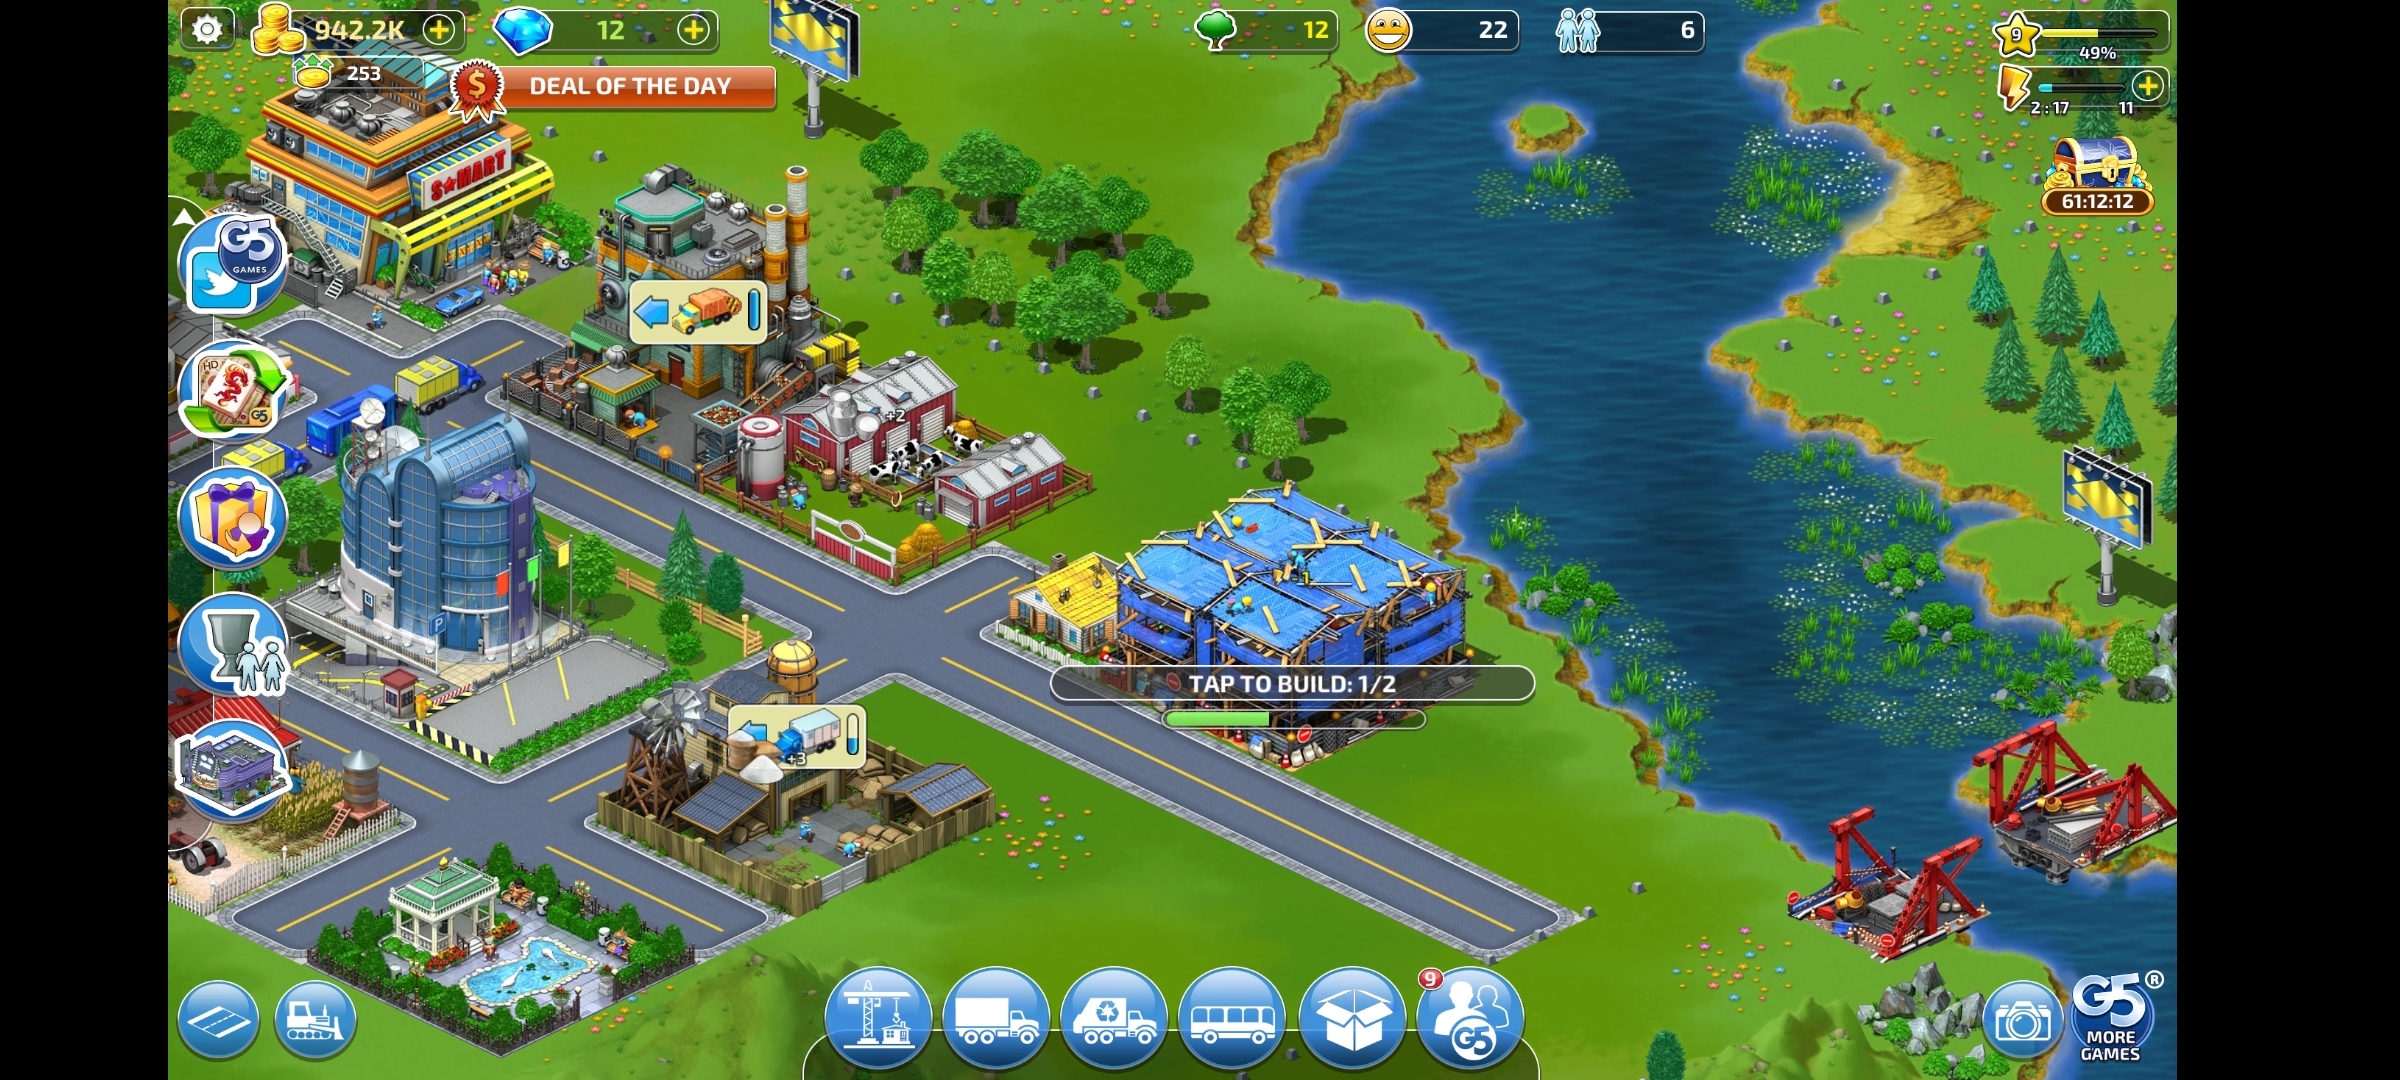 942.2K
12
12
22
6
9
49%
253
DEAL OF THE DAY
2:17
11
61:12:12
S★MART
G5
GAMES
HD
G5
+2
P
-1
TAP TO BUILD: 1/2
+3
A
9
G5
G5®
MORE
GAMES